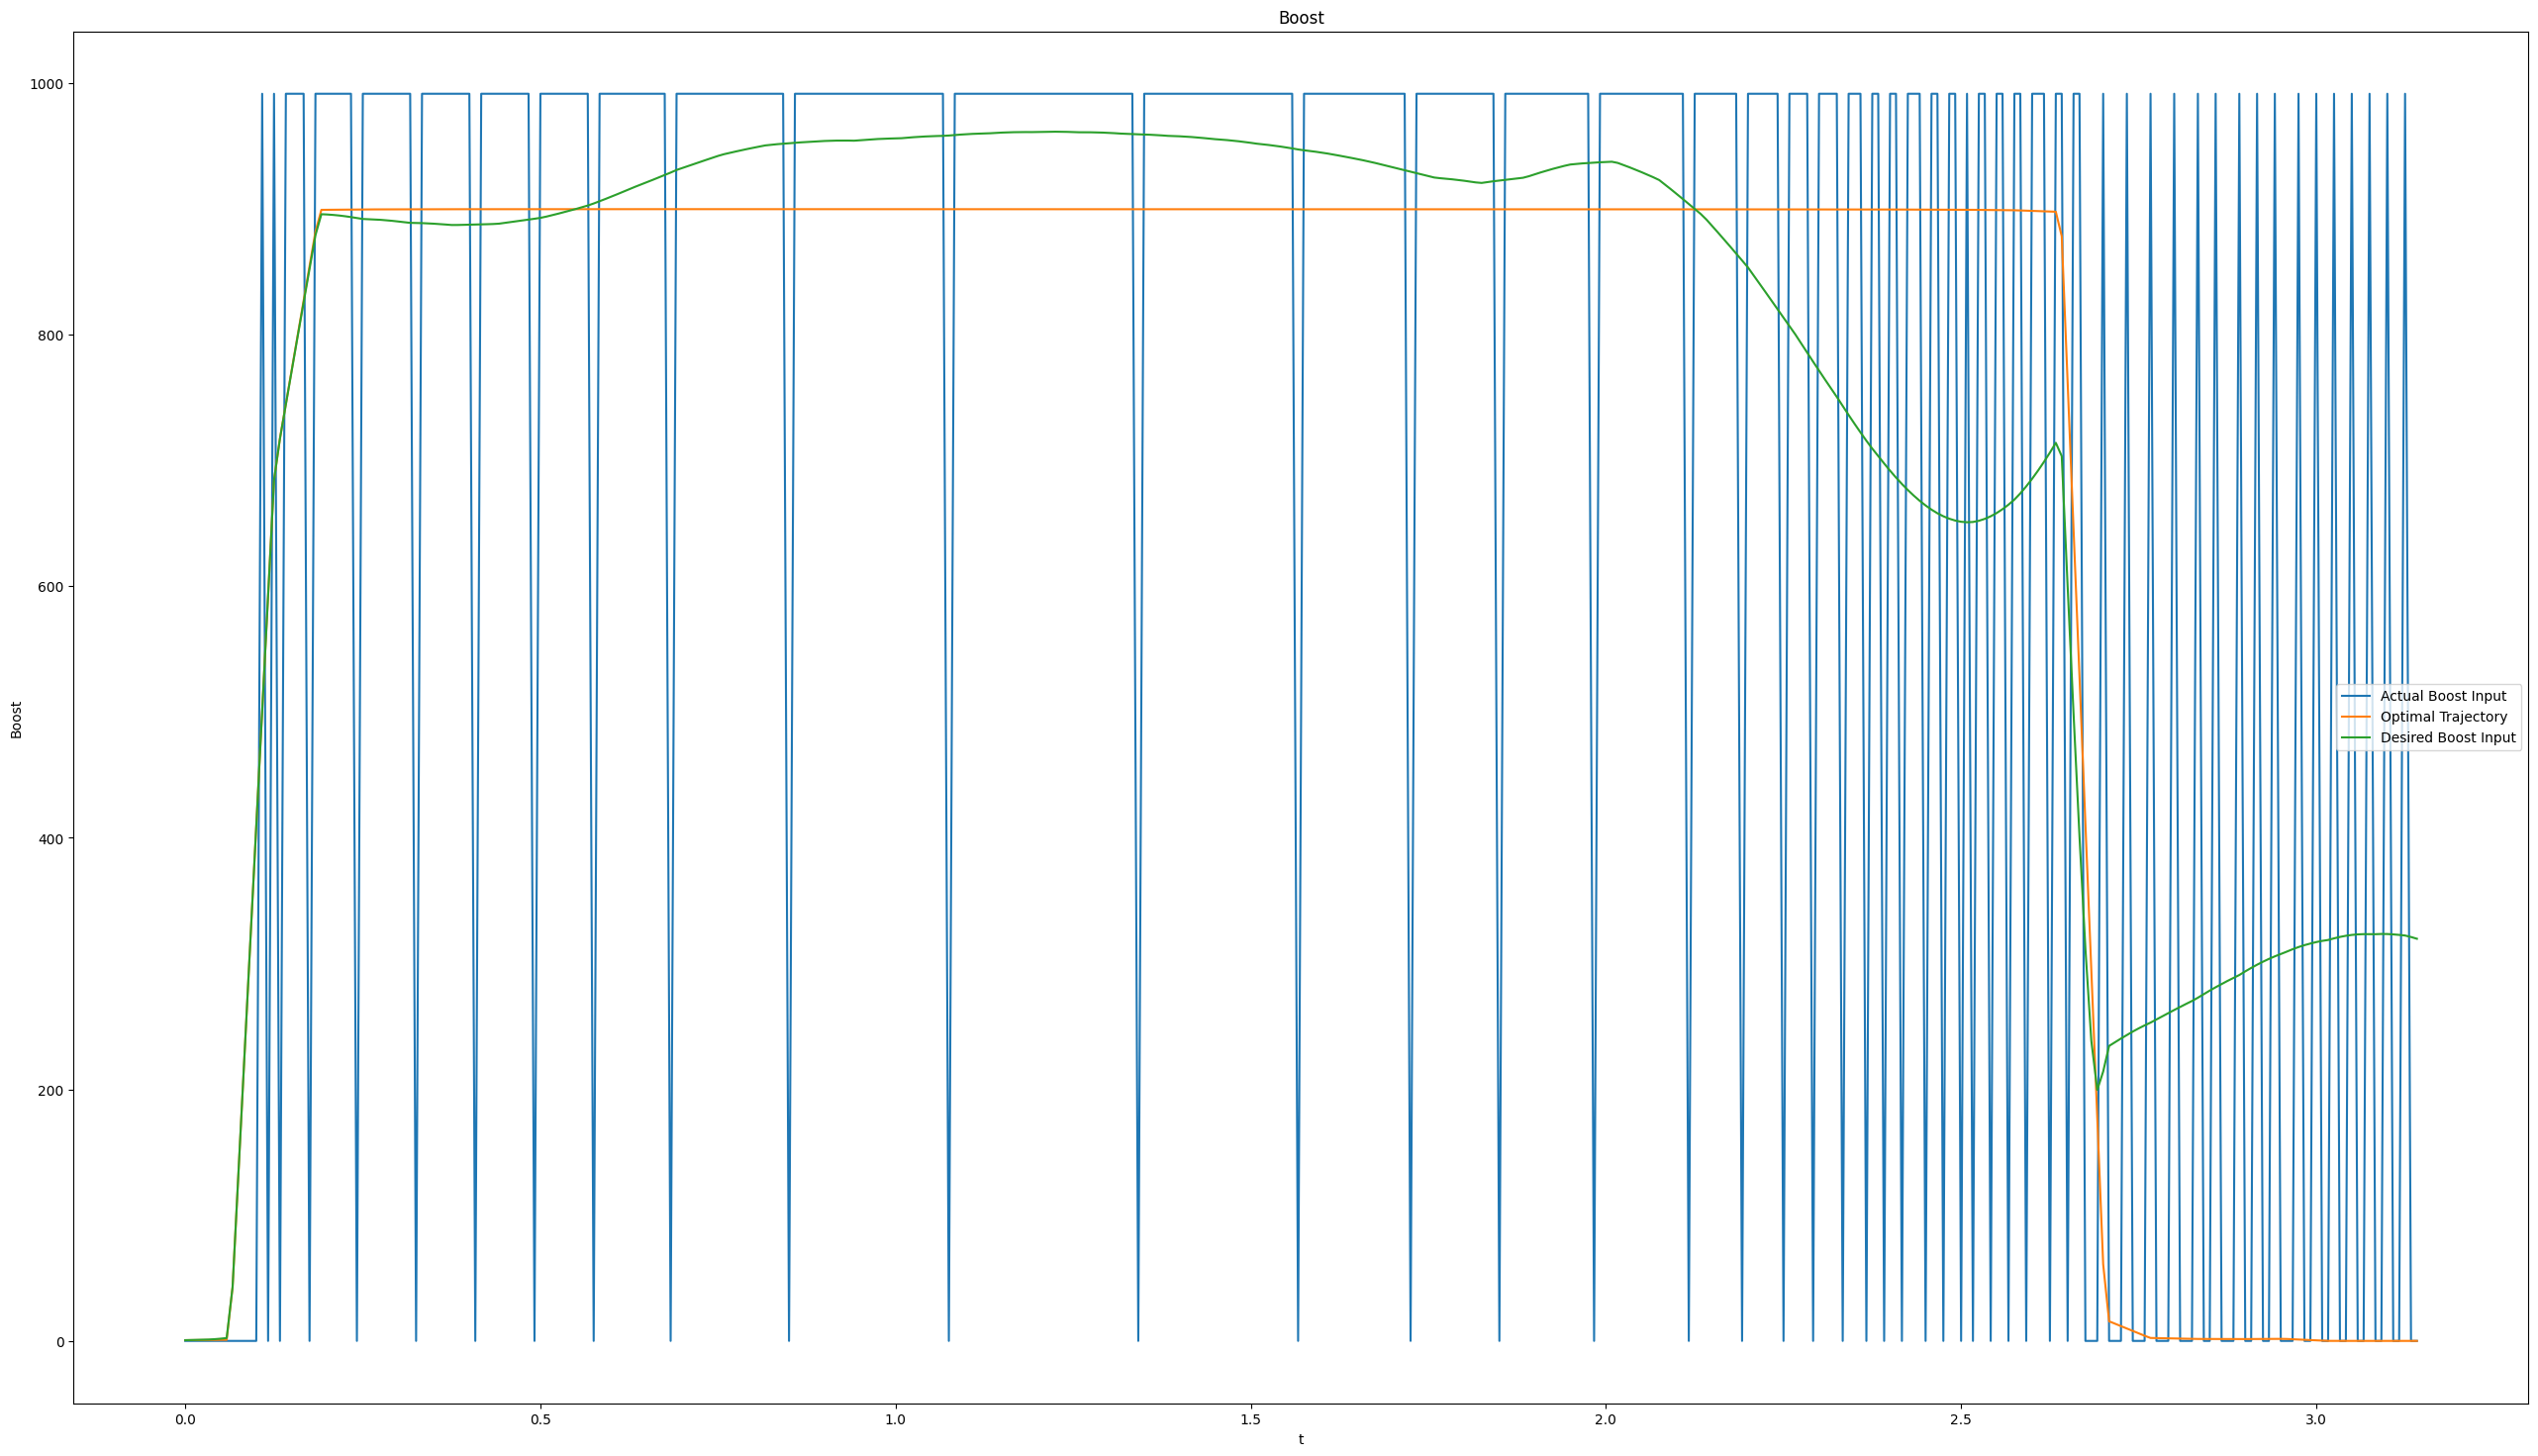 Boost
1000
800
600
400
200
0
Boost
Actual Boost Input
Optimal Trajectory
Desired Boost Input
0.0 0.5 1.0 1.5 2.0 2.5 3.0
t